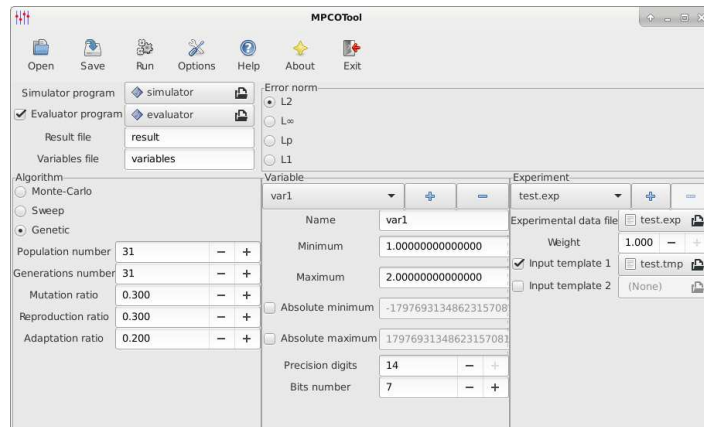 MPCOTool
Open Save Run Options Help About Exit
Simulator program simulator
Evaluator program evaluator
Result file result
Variables file variables
Error norm
L2
L∞
Lp
L1
Algorithm
Monte-Carlo
Sweep
Genetic
Population number 31 − +
Generations number 31 − +
Mutation ratio 0.300 − +
Reproduction ratio 0.300 − +
Adaptation ratio 0.200 − +
Variable
var1
Name var1
Minimum 1.00000000000000
Maximum 2.00000000000000
Absolute minimum -179769313486231570
Absolute maximum 1797693134862315708
Precision digits 14 − +
Bits number 7 − +
Experiment
test.exp
Experimental data file test.exp
Weight 1.000 − +
Input template 1 test.tmp
Input template 2 (None)